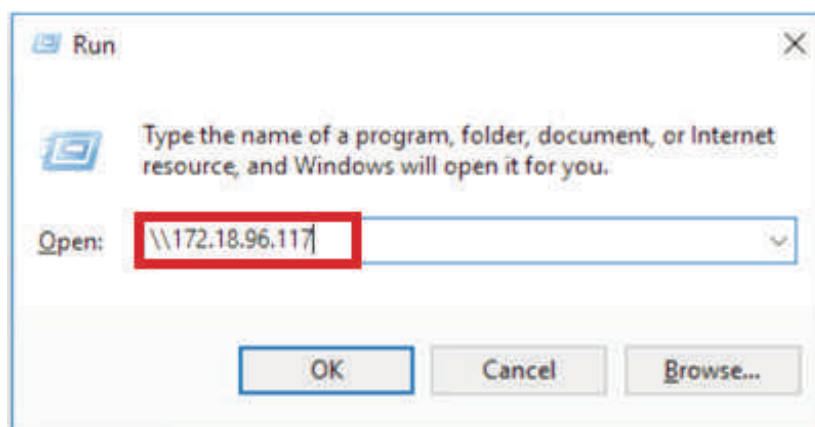 Run
Type the name of a program, folder, document, or Internet
resource, and Windows will open it for you.
Open: \\172.18.96.117
OK Cancel Browse...